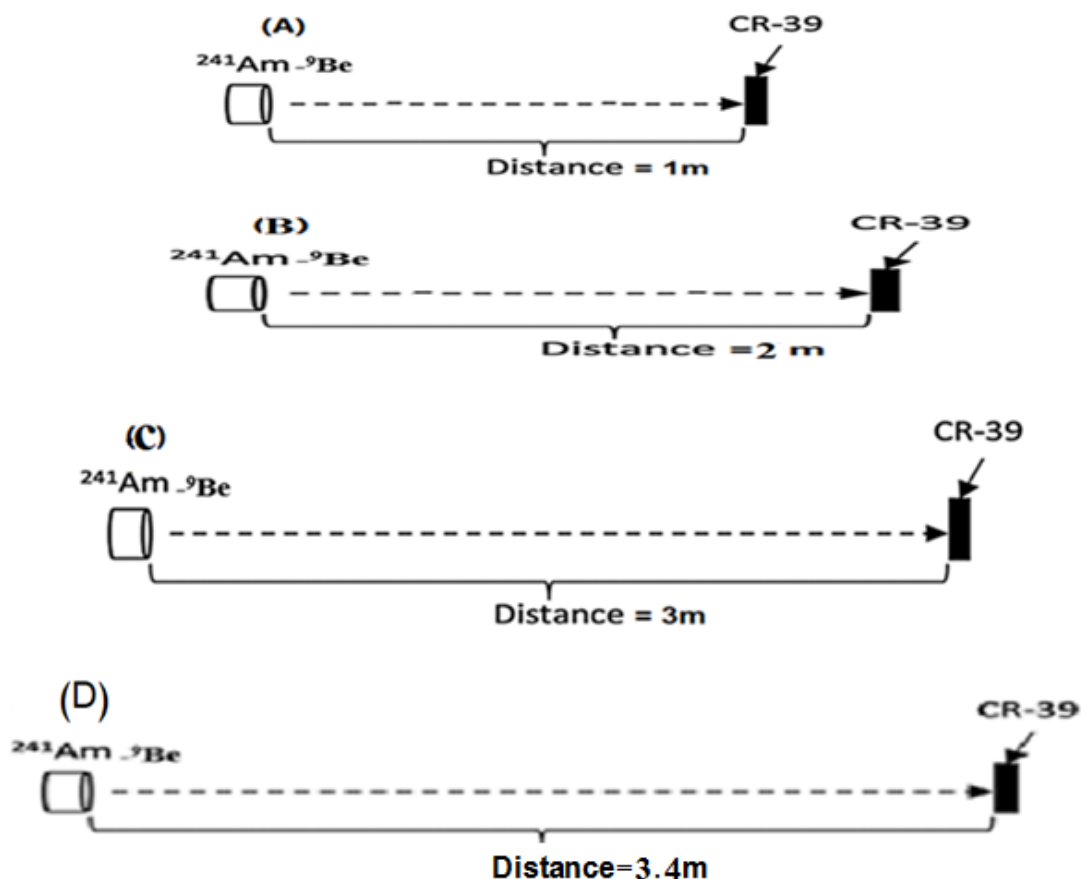 (A)
CR-39
²⁴¹Am -⁹Be
Distance = 1m
(B)
CR-39
²⁴¹Am -⁹Be
Distance =2 m
(C)
CR-39
²⁴¹Am -⁹Be
Distance = 3m
(D)
CR-39
²⁴¹Am -⁹Be
Distance=3.4m